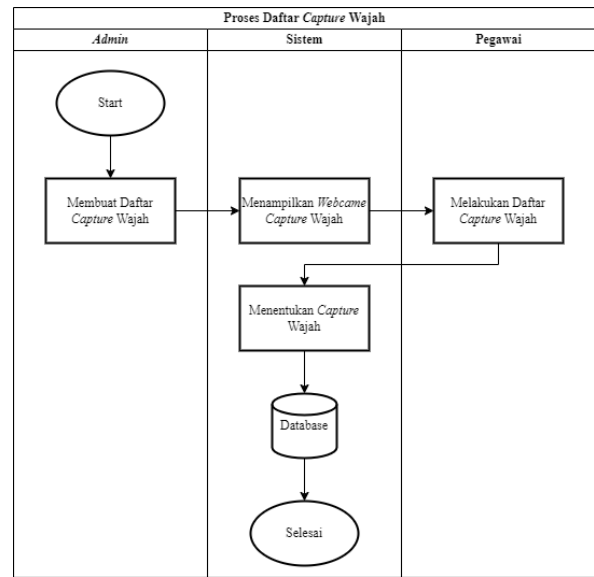 Proses Daftar Capture Wajah
Admin
Sistem
Pegawai
Start
Membuat Daftar
Capture Wajah
Menampilkan Webcame
Capture Wajah
Melakukan Daftar
Capture Wajah
Menentukan Capture
Wajah
Database
Selesai